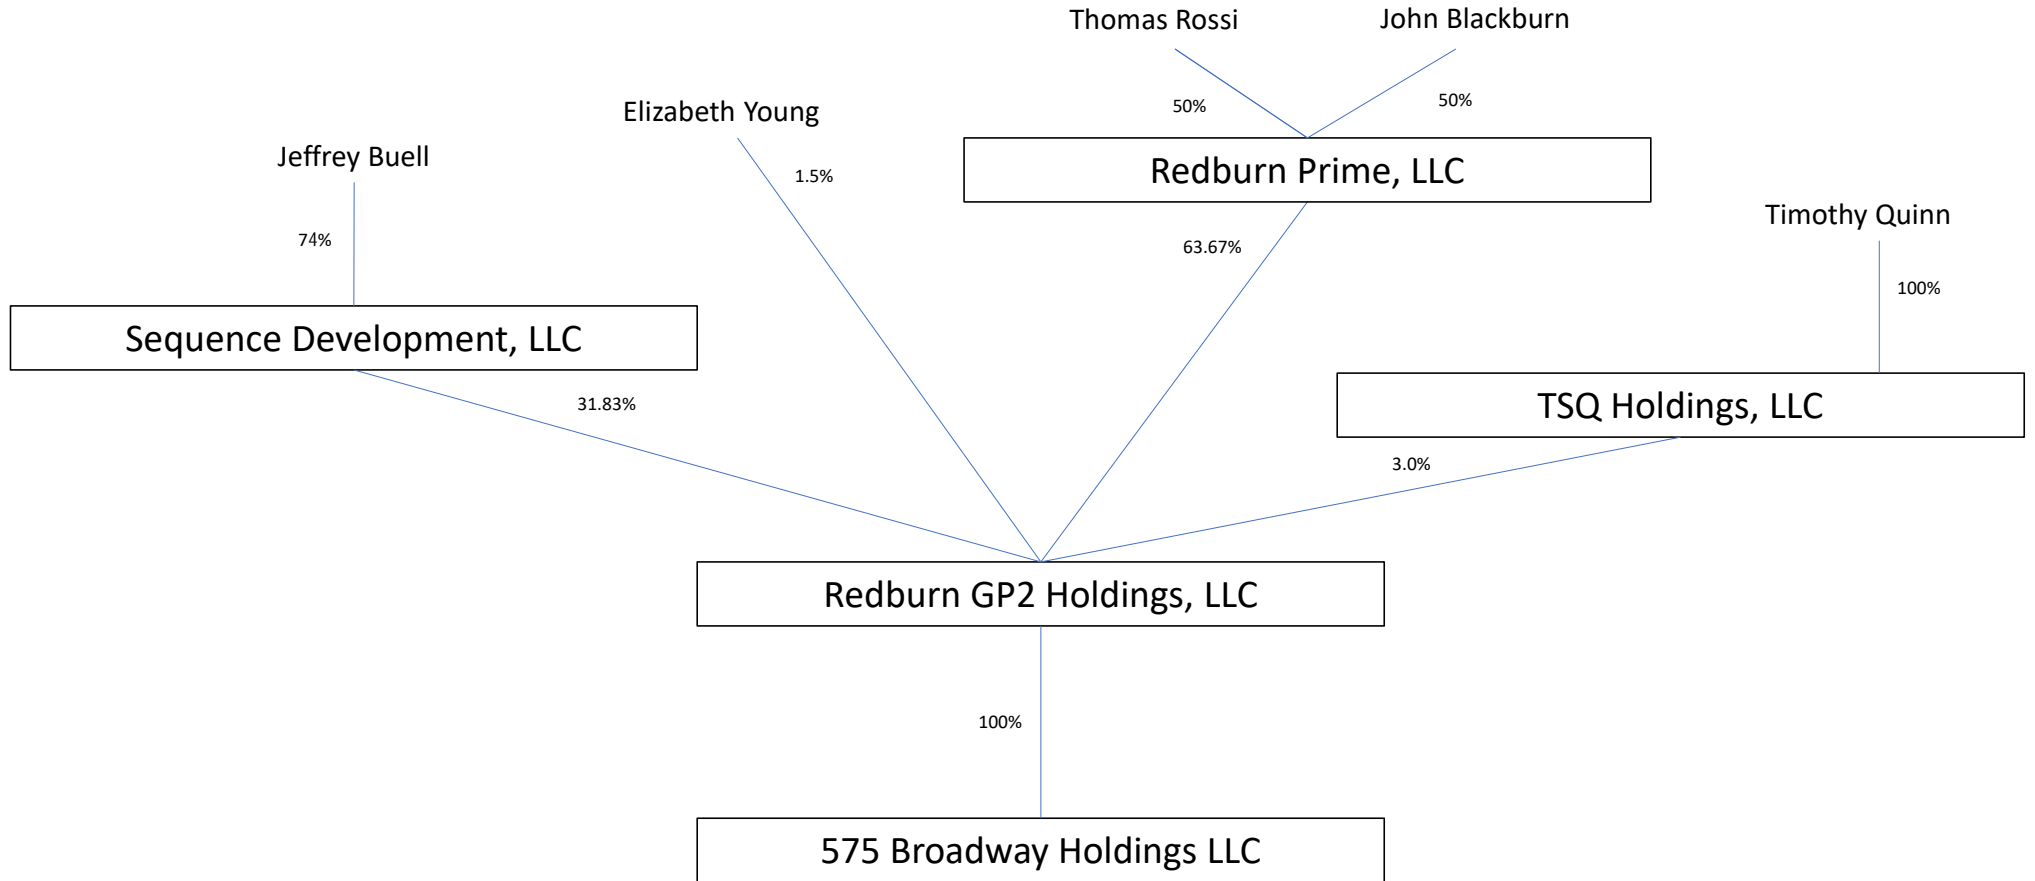 Thomas Rossi
John Blackburn
50%
50%
Elizabeth Young
1.5%
Redburn Prime, LLC
Jeffrey Buell
74%
63.67%
Timothy Quinn
100%
Sequence Development, LLC
31.83%
TSQ Holdings, LLC
3.0%
Redburn GP2 Holdings, LLC
100%
575 Broadway Holdings LLC